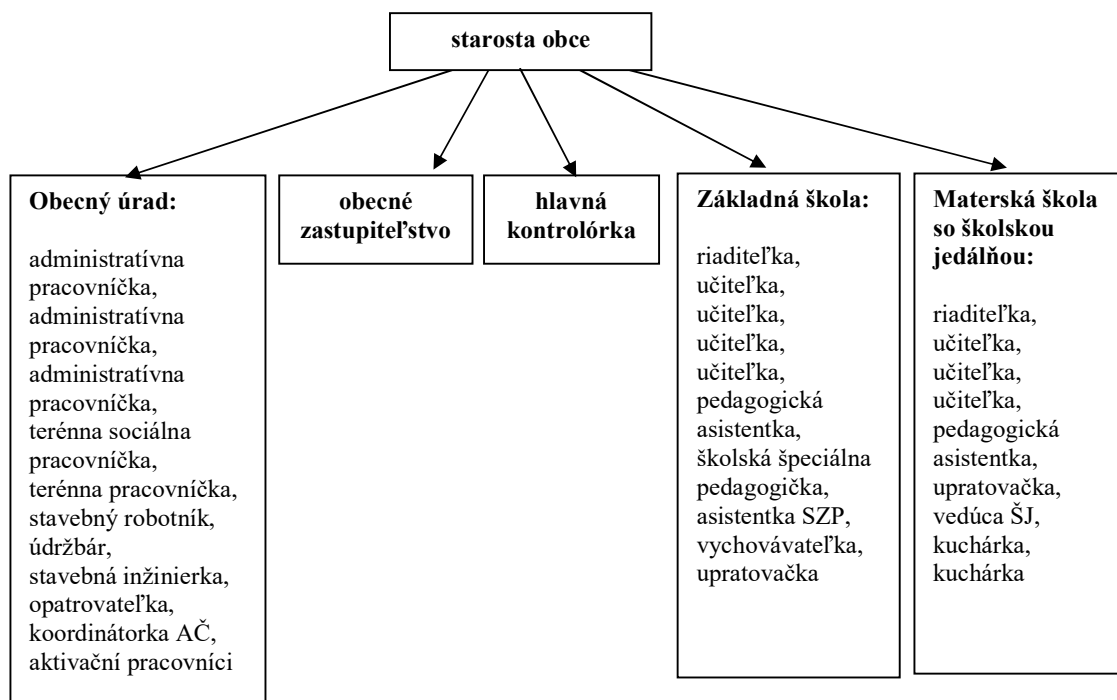 starosta obce
Obecný úrad:
administratívna
pracovníčka,
administratívna
pracovníčka,
administratívna
pracovníčka,
terénna sociálna
pracovníčka,
terénna pracovníčka,
stavebný robotník,
údržbár,
stavebná inžinierka,
opatrovateľka,
koordinátorka AČ,
aktivační pracovníci
obecné
zastupiteľstvo
hlavná
kontrolórka
Základná škola:
riaditeľka,
učiteľka,
učiteľka,
učiteľka,
učiteľka,
pedagogická
asistentka,
školská špeciálna
pedagogička,
asistentka SZP,
vychovávateľka,
upratovačka
Materská škola
so školskou
jedálňou:
riaditeľka,
učiteľka,
učiteľka,
učiteľka,
pedagogická
asistentka,
upratovačka,
vedúca ŠJ,
kuchárka,
kuchárka